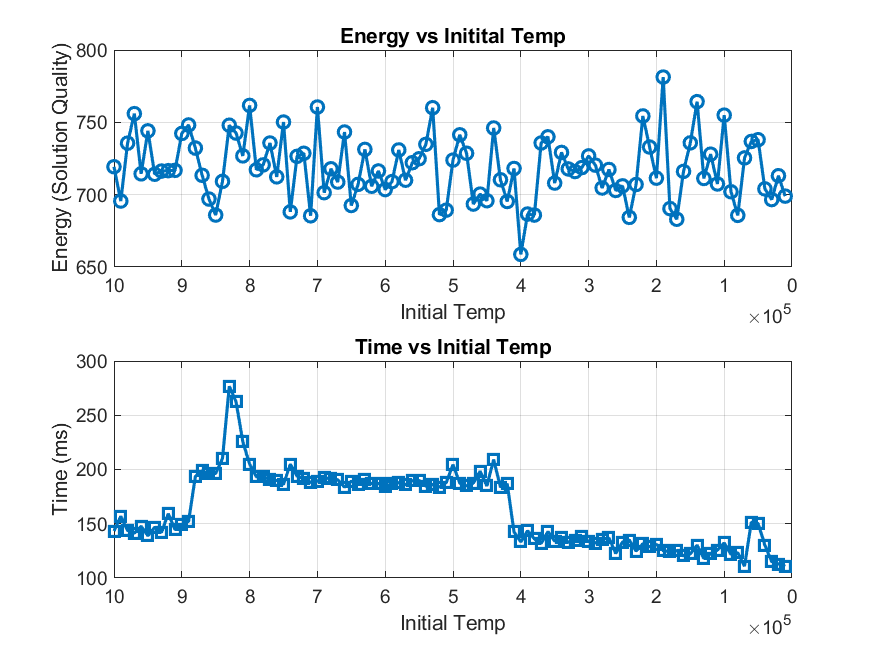 Energy vs Initital Temp
Energy (Solution Quality)
800
750
700
650
10 9 8 7 6 5 4 3 2 1 0
Initial Temp
×10^5
Time vs Initial Temp
Time (ms)
300
250
200
150
100
10 9 8 7 6 5 4 3 2 1 0
Initial Temp
×10^5